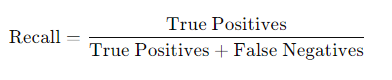 Recall = True Positives / True Positives + False Negatives